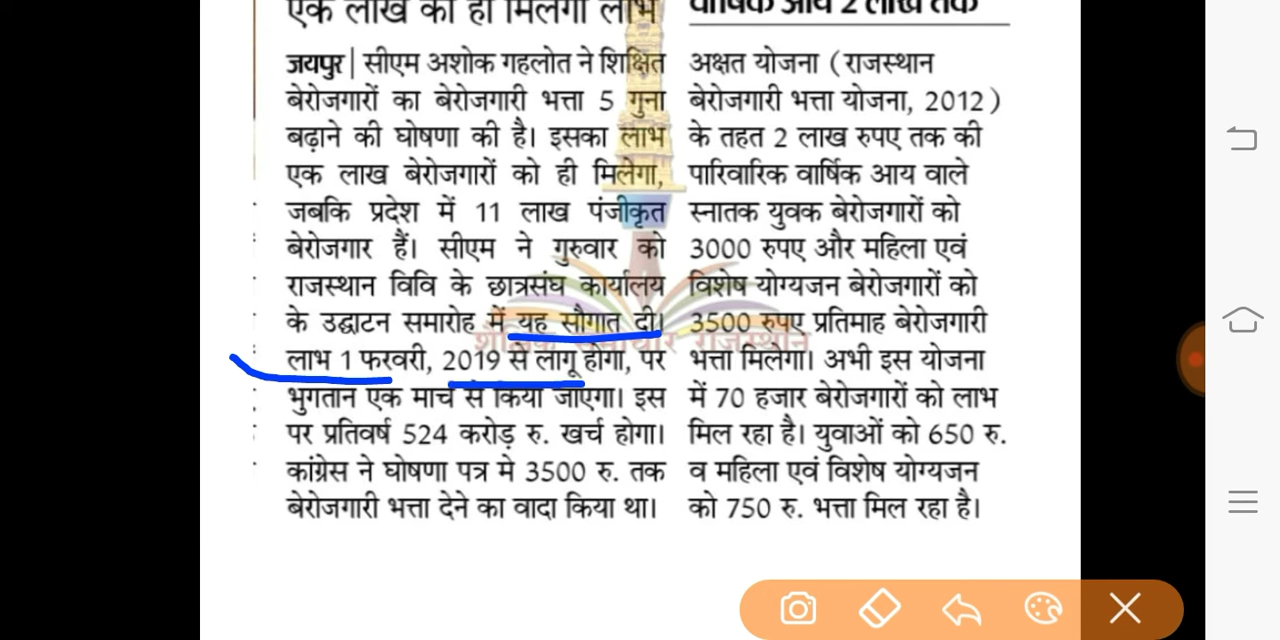 एक लाख को ही मिलेगा लाभ
जयपुर | सीएम अशोक गहलोत ने शिक्षित
बेरोजगारों का बेरोजगारी भत्ता 5 गुना
बढ़ाने की घोषणा की है। इसका लाभ
एक लाख बेरोजगारों को ही मिलेगा,
जबकि प्रदेश में 11 लाख पंजीकृत
बेरोजगार हैं। सीएम ने गुरुवार को
राजस्थान विवि के छात्रसंघ कार्यालय
के उद्घाटन समारोह में यह सौगात दी।
लाभ 1 फरवरी, 2019 से लागू होगा, पर
भुगतान एक मार्च से किया जाएगा। इस
पर प्रतिवर्ष 524 करोड़ रु. खर्च होगा।
कांग्रेस ने घोषणा पत्र मे 3500 रु. तक
बेरोजगारी भत्ता देने का वादा किया था।
वार्षिक आय 2 लाख तक
अक्षत योजना ( राजस्थान
बेरोजगारी भत्ता योजना, 2012 )
के तहत 2 लाख रुपए तक की
पारिवारिक वार्षिक आय वाले
स्नातक युवक बेरोजगारों को
3000 रुपए और महिला एवं
विशेष योग्यजन बेरोजगारों को
3500 रुपए प्रतिमाह बेरोजगारी
भत्ता मिलेगा। अभी इस योजना
में 70 हजार बेरोजगारों को लाभ
मिल रहा है। युवाओं को 650 रु.
व महिला एवं विशेष योग्यजन
को 750 रु. भत्ता मिल रहा है।
शैक्षिक समाचार राजस्थान